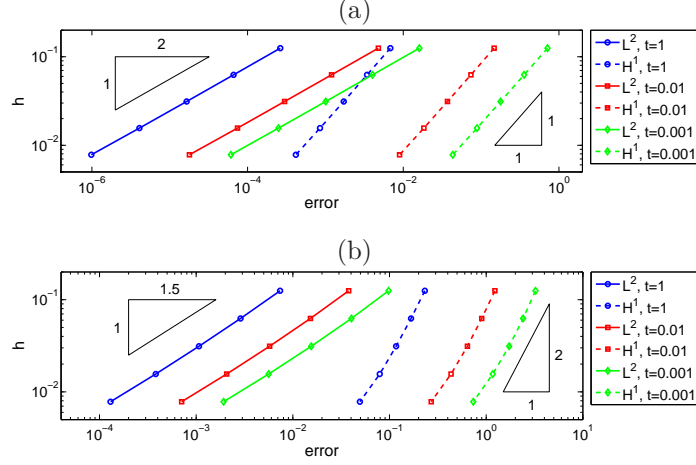 (a)
10^-1
10^-2
h
2
1
1
1
10^-6
10^-4
10^-2
10^0
error
L^2, t=1
H^1, t=1
L^2, t=0.01
H^1, t=0.01
L^2, t=0.001
H^1, t=0.001
(b)
10^-1
10^-2
h
1.5
1
2
1
10^-4
10^-3
10^-2
10^-1
10^0
10^1
error
L^2, t=1
H^1, t=1
L^2, t=0.01
H^1, t=0.01
L^2, t=0.001
H^1, t=0.001